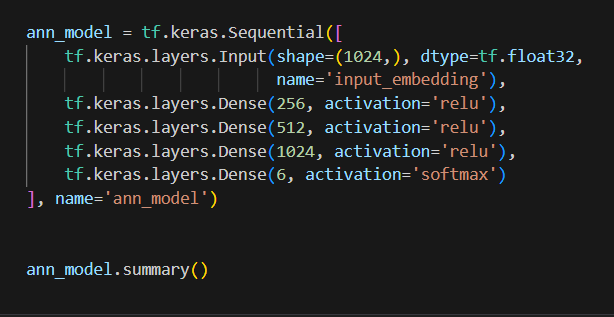 ann_model = tf.keras.Sequential([
    tf.keras.layers.Input(shape=(1024,), dtype=tf.float32,
                          name='input_embedding'),
    tf.keras.layers.Dense(256, activation='relu'),
    tf.keras.layers.Dense(512, activation='relu'),
    tf.keras.layers.Dense(1024, activation='relu'),
    tf.keras.layers.Dense(6, activation='softmax')
], name='ann_model')
ann_model.summary()